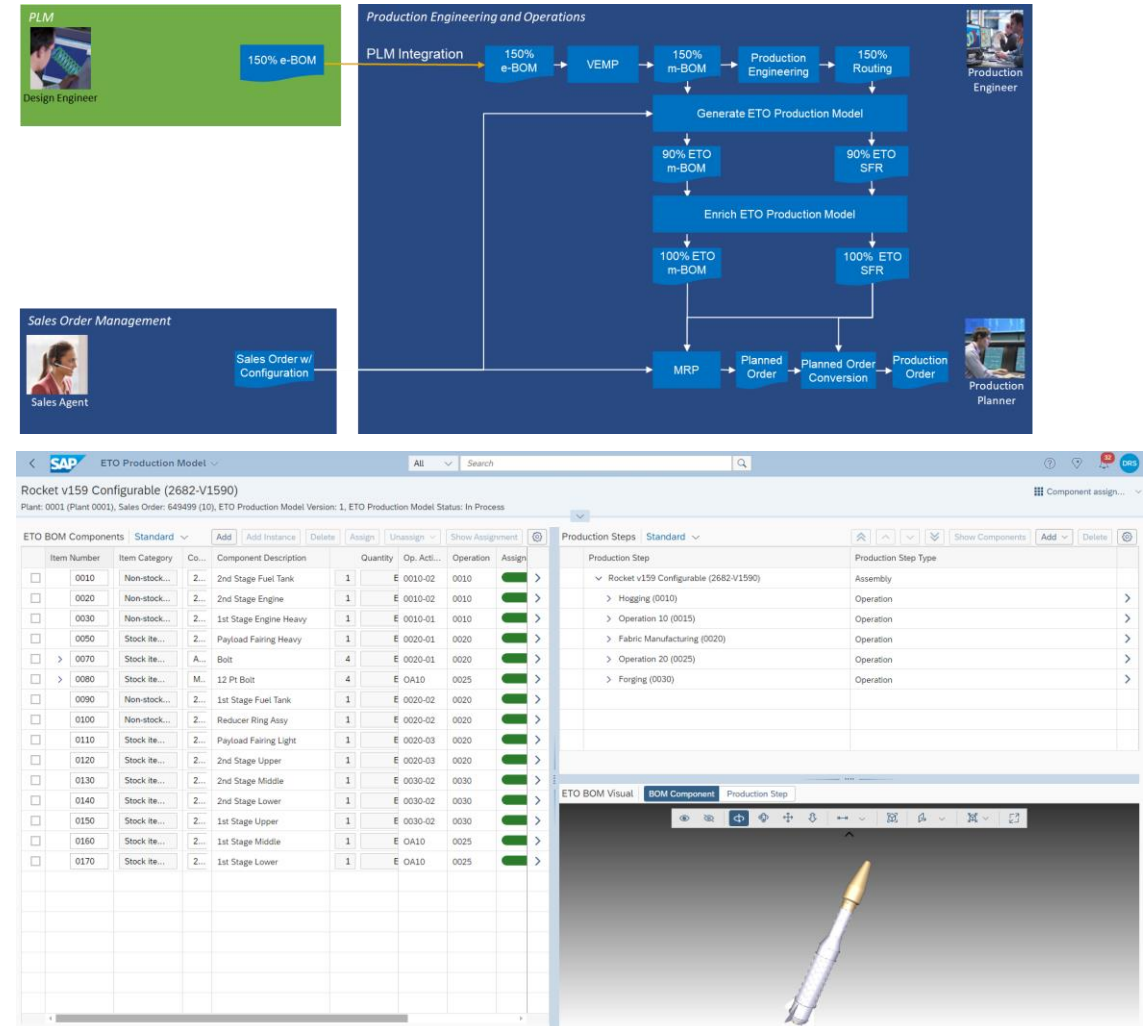 PLM
Design Engineer
150% e-BOM
Production Engineering and Operations
PLM Integration
150%
e-BOM
VEMP
150%
m-BOM
Production
Engineering
150%
Routing
Production
Engineer
Generate ETO Production Model
90% ETO
m-BOM
90% ETO
SFR
Enrich ETO Production Model
100% ETO
m-BOM
100% ETO
SFR
Sales Order Management
Sales Agent
Sales Order w/
Configuration
MRP
Planned
Order
Planned Order
Conversion
Production
Order
Production
Planner
SAP ETO Production Model All Search 32 DRS
Rocket v159 Configurable (2682-V1590) Component assign...
Plant: 0001 (Plant 0001), Sales Order: 649499 (10), ETO Production Model Version: 1, ETO Production Model Status: In Process
ETO BOM Components Standard Add Add Instance Delete Assign Unassign Show Assignment
Item Number Item Category Co... Component Description Quantity Op. Acti... Operation Assign
0010 Non-stock... 2... 2nd Stage Fuel Tank 1 E 0010-02 0010
0020 Non-stock... 2... 2nd Stage Engine 1 E 0010-02 0010
0030 Non-stock... 2... 1st Stage Engine Heavy 1 E 0010-01 0010
0050 Stock ite... 2... Payload Fairing Heavy 1 E 0020-01 0020
0070 Stock ite... A... Bolt 4 E 0020-01 0020
0080 Stock ite... M... 12 Pt Bolt 4 E OA10 0025
0090 Non-stock... 2... 1st Stage Fuel Tank 1 E 0020-02 0020
0100 Non-stock... 2... Reducer Ring Assy 1 E 0020-02 0020
0110 Stock ite... 2... Payload Fairing Light 1 E 0020-03 0020
0120 Stock ite... 2... 2nd Stage Upper 1 E 0020-03 0020
0130 Stock ite... 2... 2nd Stage Middle 1 E 0030-02 0030
0140 Stock ite... 2... 2nd Stage Lower 1 E 0030-02 0030
0150 Stock ite... 2... 1st Stage Upper 1 E 0030-02 0030
0160 Stock ite... 2... 1st Stage Middle 1 E OA10 0025
0170 Stock ite... 2... 1st Stage Lower 1 E OA10 0025
Production Steps Standard Show Components Add Delete
Production Step Production Step Type
Rocket v159 Configurable (2682-V1590) Assembly
Hogging (0010) Operation
Operation 10 (0015) Operation
Fabric Manufacturing (0020) Operation
Operation 20 (0025) Operation
Forging (0030) Operation
ETO BOM Visual BOM Component Production Step